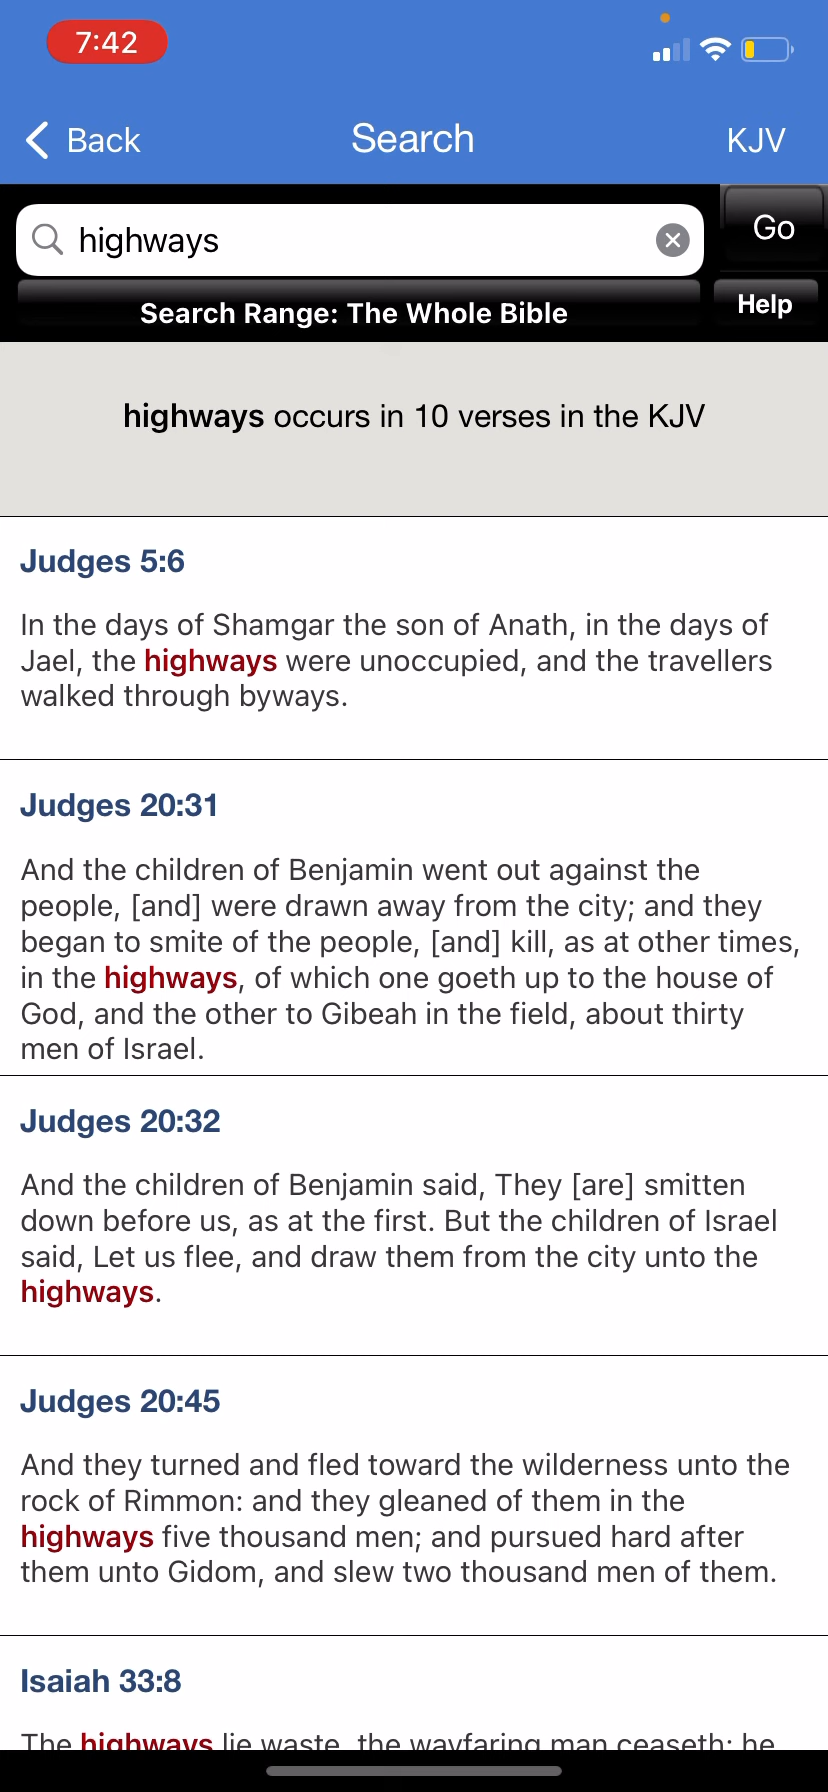 7:42
Back
Search
KJV
highways
Go
Search Range: The Whole Bible
Help
highways occurs in 10 verses in the KJV
Judges 5:6
In the days of Shamgar the son of Anath, in the days of
Jael, the highways were unoccupied, and the travellers
walked through byways.
Judges 20:31
And the children of Benjamin went out against the
people, [and] were drawn away from the city; and they
began to smite of the people, [and] kill, as at other times,
in the highways, of which one goeth up to the house of
God, and the other to Gibeah in the field, about thirty
men of Israel.
Judges 20:32
And the children of Benjamin said, They [are] smitten
down before us, as at the first. But the children of Israel
said, Let us flee, and draw them from the city unto the
highways.
Judges 20:45
And they turned and fled toward the wilderness unto the
rock of Rimmon: and they gleaned of them in the
highways five thousand men; and pursued hard after
them unto Gidom, and slew two thousand men of them.
Isaiah 33:8
The highways lie waste, the wayfaring man ceaseth: he